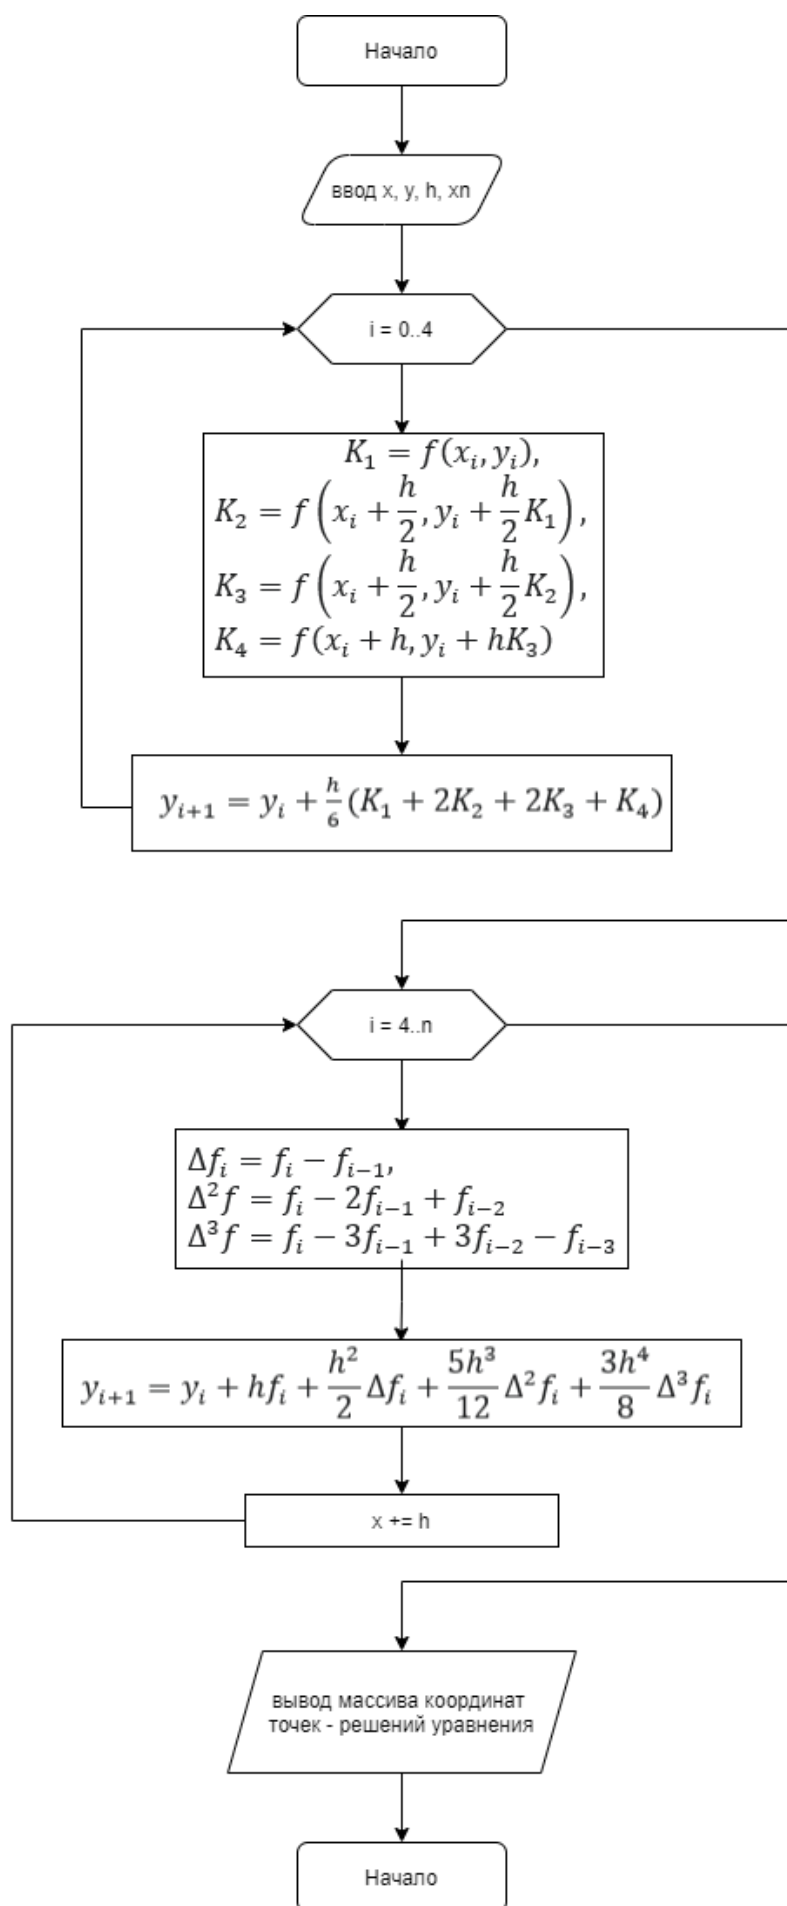 Начало
ввод x, y, h, xn
i = 0..4
K₁ = f(xᵢ, yᵢ),
K₂ = f(xᵢ + h/2, yᵢ + h/2 K₁),
K₃ = f(xᵢ + h/2, yᵢ + h/2 K₂),
K₄ = f(xᵢ + h, yᵢ + hK₃)
yᵢ₊₁ = yᵢ + h/6 (K₁ + 2K₂ + 2K₃ + K₄)
i = 4..n
Δfᵢ = fᵢ − fᵢ₋₁,
Δ²f = fᵢ − 2fᵢ₋₁ + fᵢ₋₂
Δ³f = fᵢ − 3fᵢ₋₁ + 3fᵢ₋₂ − fᵢ₋₃
yᵢ₊₁ = yᵢ + hfᵢ + h²/2 Δfᵢ + 5h³/12 Δ²fᵢ + 3h⁴/8 Δ³fᵢ
x += h
вывод массива координат
точек - решений уравнения
Начало